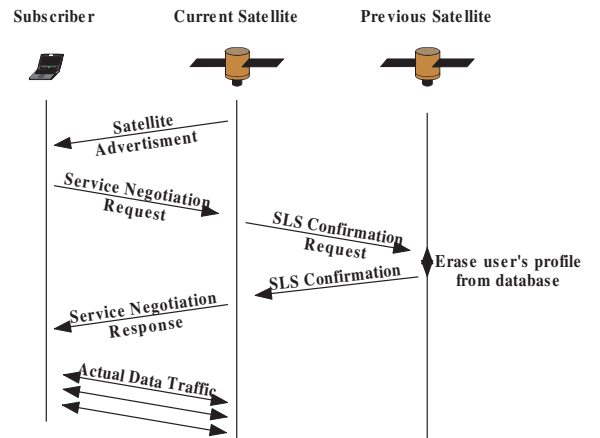 Subscriber
Current Satellite
Previous Satellite
Satellite
Advertisment
Service Negotiation
Request
SLS Confirmation
Request
Erase user's profile
from database
SLS Confirmation
Service Negotiation
Response
Actual Data Traffic